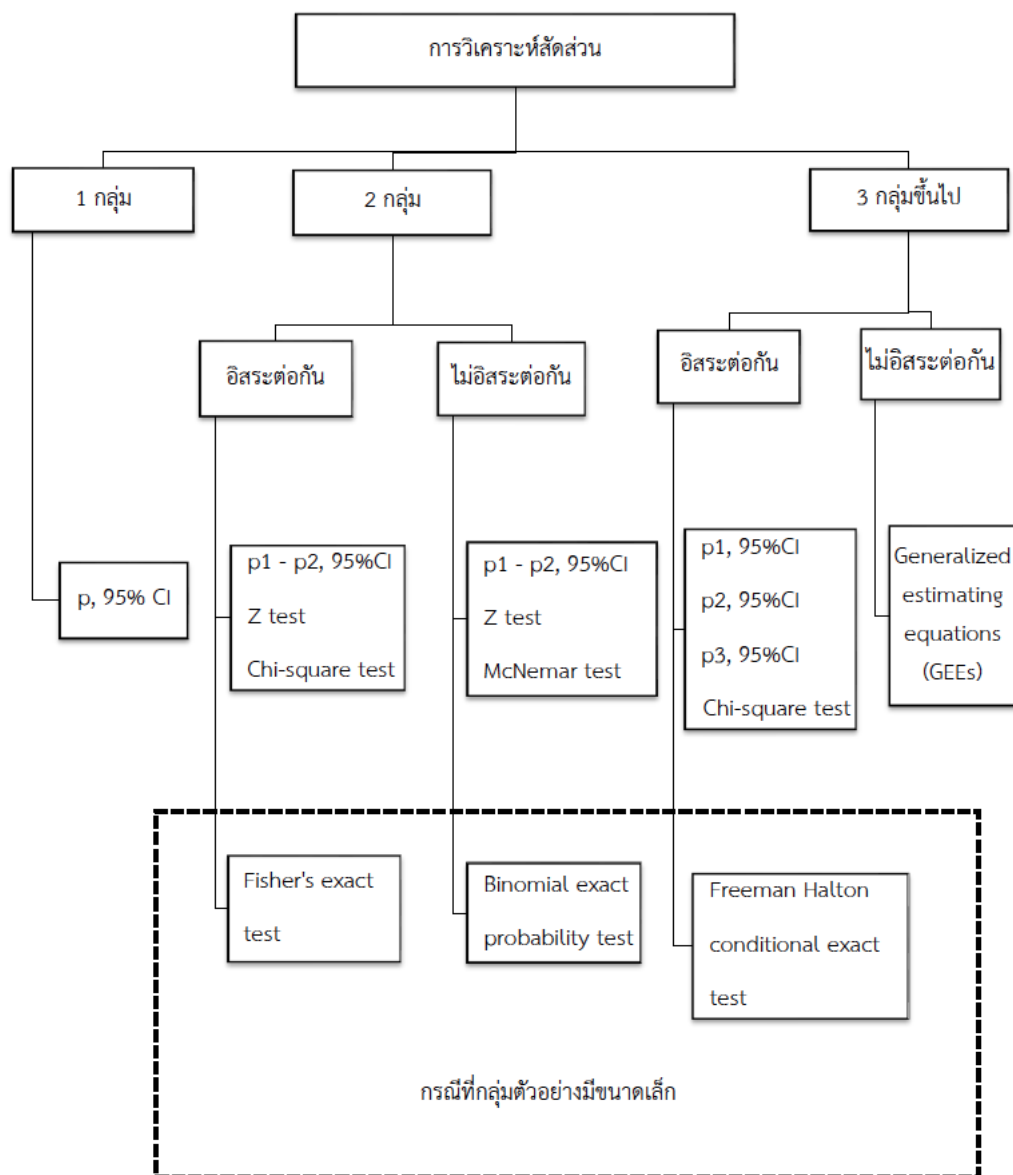 การวิเคราะห์สัดส่วน
1 กลุ่ม
2 กลุ่ม
3 กลุ่มขึ้นไป
อิสระต่อกัน
ไม่อิสระต่อกัน
อิสระต่อกัน
ไม่อิสระต่อกัน
p, 95% CI
p1 - p2, 95%CI
Z test
Chi-square test
p1 - p2, 95%CI
Z test
McNemar test
p1, 95%CI
p2, 95%CI
p3, 95%CI
Chi-square test
Generalized
estimating
equations
(GEEs)
Fisher's exact
test
Binomial exact
probability test
Freeman Halton
conditional exact
test
กรณีที่กลุ่มตัวอย่างมีขนาดเล็ก